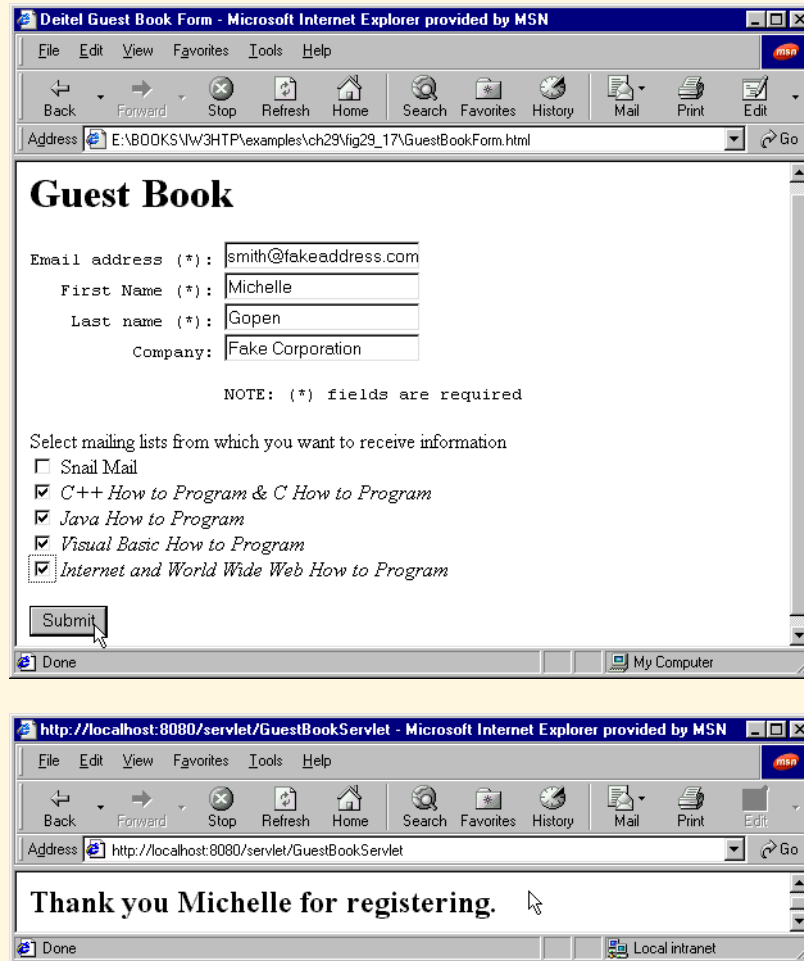 Deitel Guest Book Form - Microsoft Internet Explorer provided by MSN
File Edit View Favorites Tools Help
msn
Back Forward Stop Refresh Home Search Favorites History Mail Print Edit
Address E:\BOOKS\IW3HTP\examples\ch29\fig29_17\GuestBookForm.html Go
Guest Book
Email address (*): smith@fakeaddress.com
First Name (*): Michelle
Last name (*): Gopen
Company: Fake Corporation
NOTE: (*) fields are required
Select mailing lists from which you want to receive information
Snail Mail
C++ How to Program & C How to Program
Java How to Program
Visual Basic How to Program
Internet and World Wide Web How to Program
Submit
Done My Computer
http://localhost:8080/servlet/GuestBookServlet - Microsoft Internet Explorer provided by MSN
File Edit View Favorites Tools Help
msn
Back Forward Stop Refresh Home Search Favorites History Mail Print Edit
Address http://localhost:8080/servlet/GuestBookServlet Go
Thank you Michelle for registering.
Done Local intranet